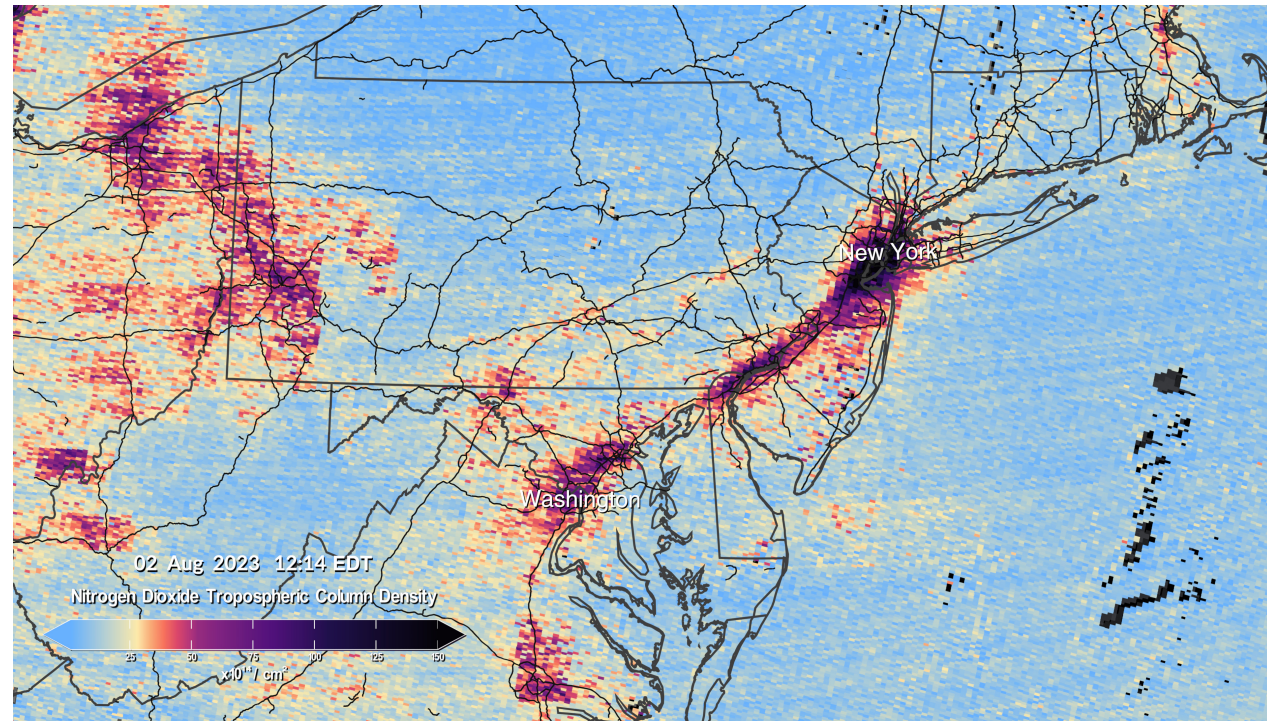 New York
Washington
02 Aug 2023 12:14 EDT
Nitrogen Dioxide Tropospheric Column Density
25 50 75 100 125 150